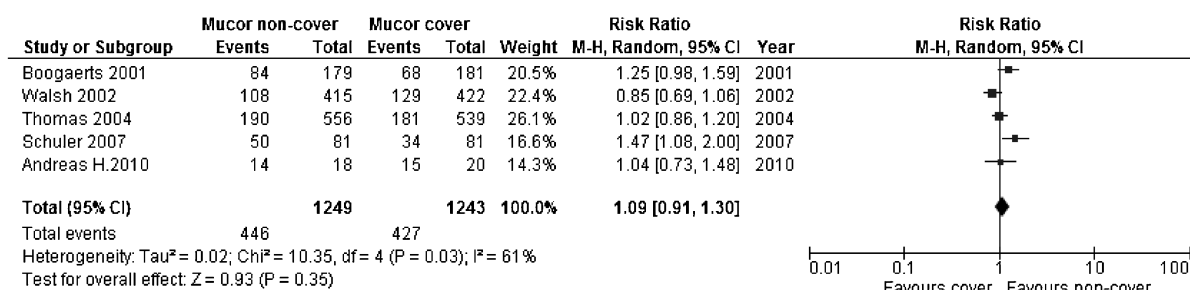 Mucor non-cover Mucor cover Risk Ratio Risk Ratio
Study or Subgroup Events Total Events Total Weight M-H, Random, 95% CI Year M-H, Random, 95% CI
Boogaerts 2001 84 179 68 181 20.5% 1.25 [0.98, 1.59] 2001
Walsh 2002 108 415 129 422 22.4% 0.85 [0.69, 1.06] 2002
Thomas 2004 190 556 181 539 26.1% 1.02 [0.86, 1.20] 2004
Schuler 2007 50 81 34 81 16.6% 1.47 [1.08, 2.00] 2007
Andreas H.2010 14 18 15 20 14.3% 1.04 [0.73, 1.48] 2010
Total (95% CI) 1249 1243 100.0% 1.09 [0.91, 1.30]
Total events 446 427
Heterogeneity: Tau² = 0.02; Chi² = 10.35, df = 4 (P = 0.03); I² = 61%
Test for overall effect: Z = 0.93 (P = 0.35)
0.01 0.1 1 10 100
Favours cover Favours non-cover